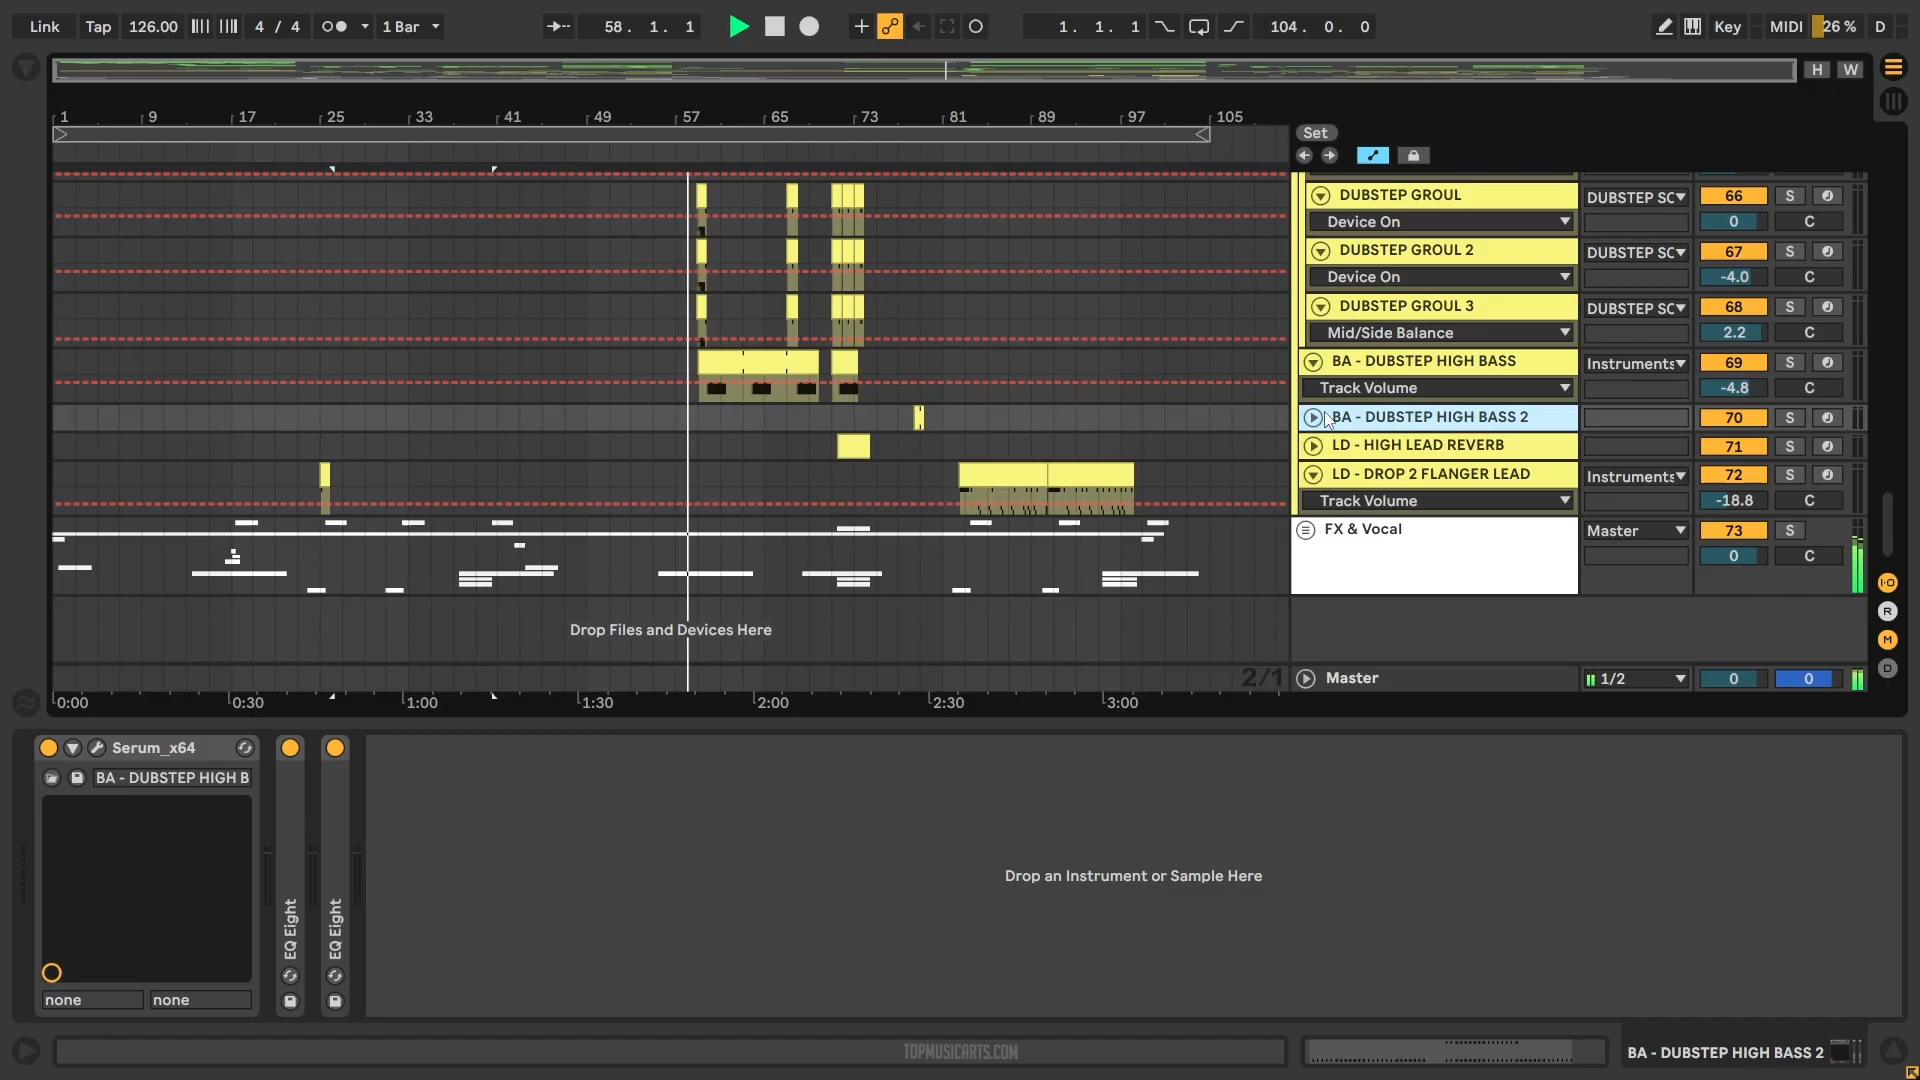 Link Tap 126.00 4 / 4 1 Bar 58. 1. 1 1. 1. 1 104. 0. 0 Key MIDI 26 % D
H W
1 9 17 25 33 41 49 57 65 73 81 89 97 105
Set
DUBSTEP GROUL DUBSTEP SC 66 S
Device On 0 C
DUBSTEP GROUL 2 DUBSTEP SC 67 S
Device On -4.0 C
DUBSTEP GROUL 3 DUBSTEP SC 68 S
Mid/Side Balance 2.2 C
BA - DUBSTEP HIGH BASS Instruments 69 S
Track Volume -4.8 C
BA - DUBSTEP HIGH BASS 2 70 S
LD - HIGH LEAD REVERB 71 S
LD - DROP 2 FLANGER LEAD Instruments 72 S
Track Volume -18.8 C
FX & Vocal Master 73 S
0 C
I-O
R
M
D
Drop Files and Devices Here
2/1 Master 1/2 0 0
0:00 0:30 1:00 1:30 2:00 2:30 3:00
Serum_x64
BA - DUBSTEP HIGH B
EQ Eight
EQ Eight
Drop an Instrument or Sample Here
none none
TOPMUSICARTS.COM
BA - DUBSTEP HIGH BASS 2